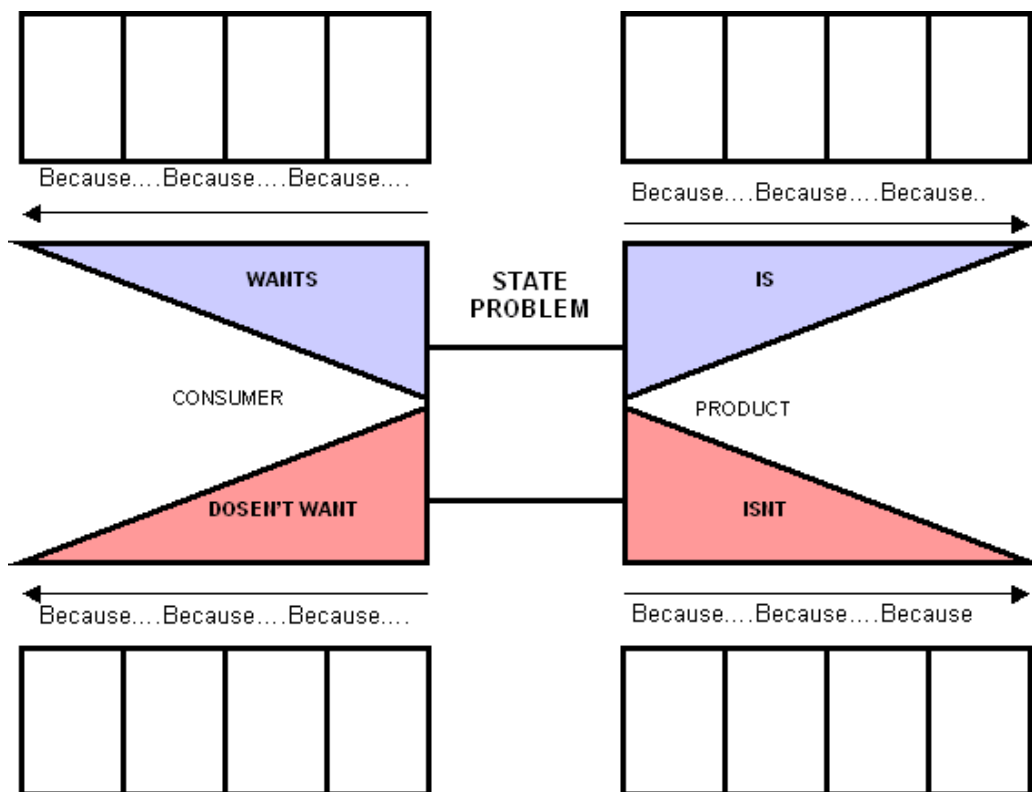 Because....Because....Because....
Because....Because....Because..
WANTS
STATE
PROBLEM
IS
CONSUMER
PRODUCT
DOSEN'T WANT
ISNT
Because....Because....Because....
Because....Because....Because